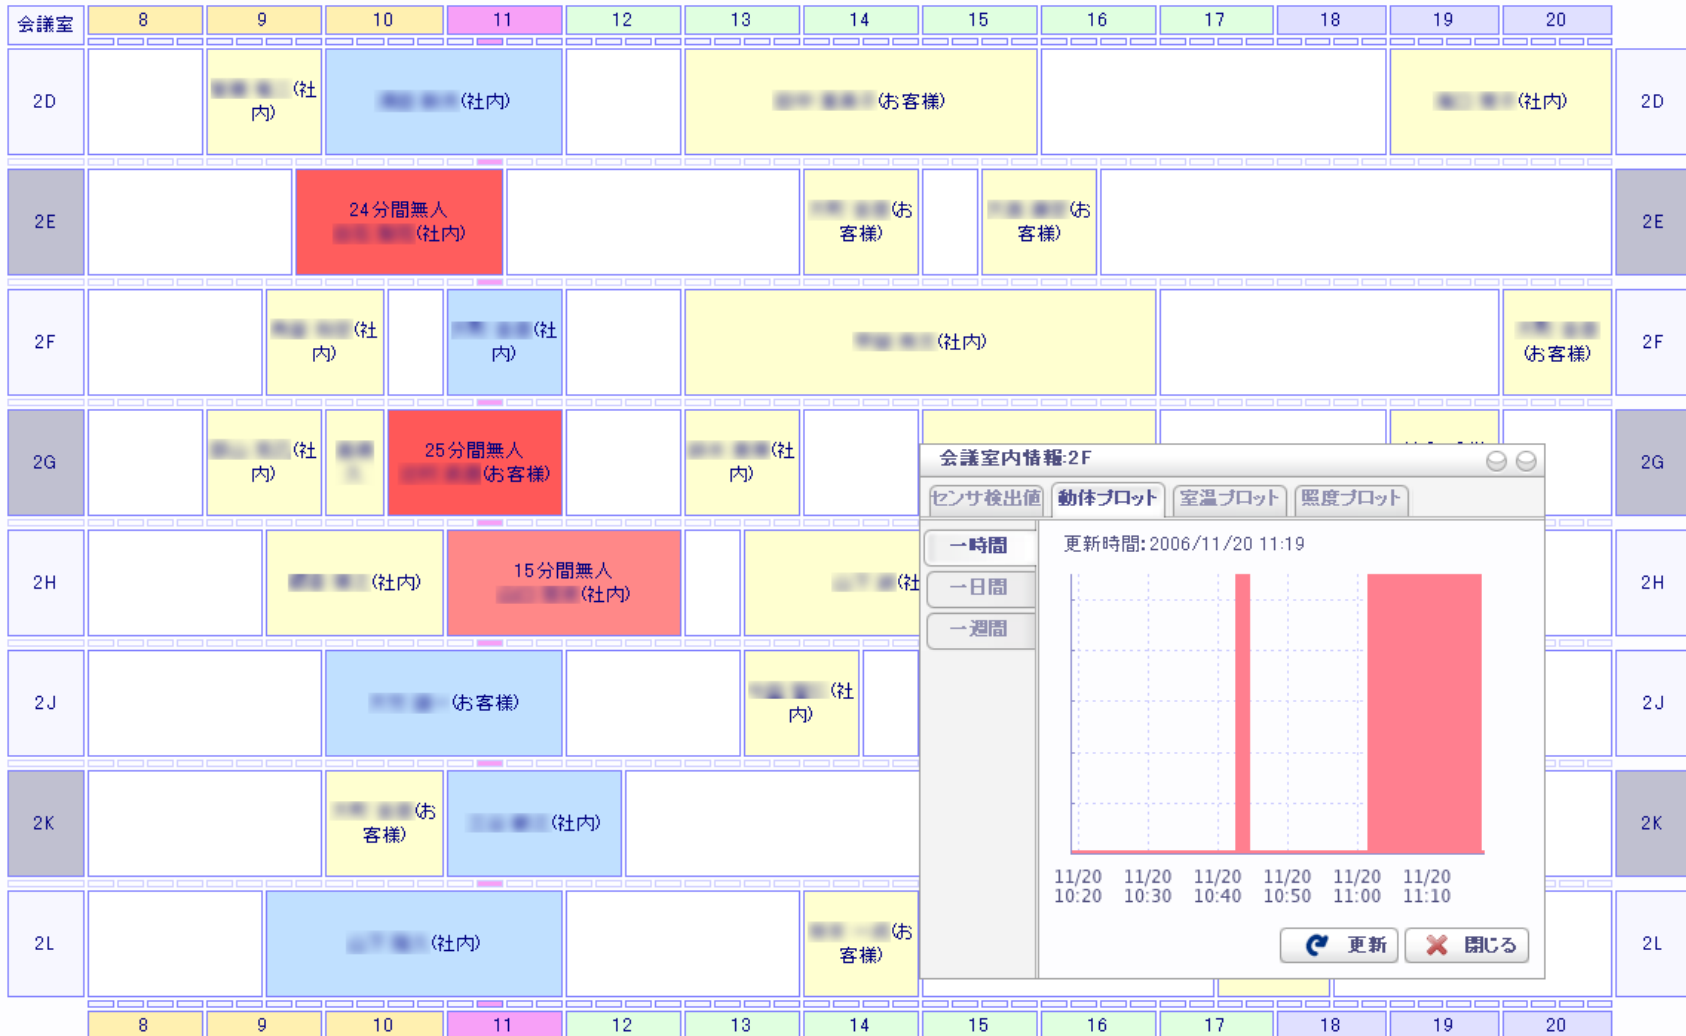 会議室 8 9 10 11 12 13 14 15 16 17 18 19 20
2D (社 (社内) (お客様) (社内) 2D
内)
2E 24分間無人 (お (お 2E
(社内) 客様) 客様)
2F (社 (社 (社内) 2F
内) 内) (お客様)
2G (社 25分間無人 (社 2G
内) (お客様) 内)
2H (社内) 15分間無人 (社 2H
(社内)
2J (お客様) (社 2J
内)
2K (お (社内) 2K
客様)
2L (社内) (お 2L
客様)
8 9 10 11 12 13 14 15 16 17 18 19 20
会議室内情報:2F
センサ検出値 動体プロット 室温プロット 照度プロット
一時間
一日間
一週間
更新時間:2006/11/20 11:19
11/20 11/20 11/20 11/20 11/20 11/20
10:20 10:30 10:40 10:50 11:00 11:10
更新 閉じる